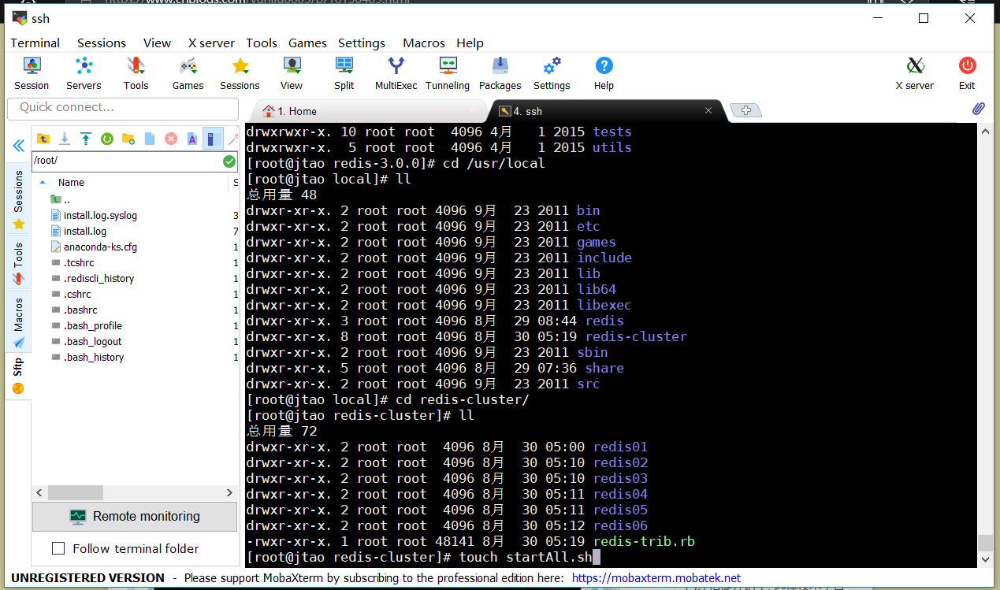 ssh
Terminal Sessions View X server Tools Games Settings Macros Help
Session Servers Tools Games Sessions View Split MultiExec Tunneling Packages Settings Help X server Exit
Quick connect...
1. Home
4. ssh
/root/
Name S
..
install.log.syslog 3
install.log 7
anaconda-ks.cfg 1
.tcshrc 1
.rediscli_history 1
.cshrc 1
.bashrc 1
.bash_profile 1
.bash_logout 1
.bash_history 1
Sessions
Tools
Macros
Sftp
Remote monitoring
Follow terminal folder
drwxrwxr-x. 10 root root 4096 4月 1 2015 tests
drwxrwxr-x. 5 root root 4096 4月 1 2015 utils
[root@jtao redis-3.0.0]# cd /usr/local
[root@jtao local]# ll
总用量 48
drwxr-xr-x. 2 root root 4096 9月 23 2011 bin
drwxr-xr-x. 2 root root 4096 9月 23 2011 etc
drwxr-xr-x. 2 root root 4096 9月 23 2011 games
drwxr-xr-x. 2 root root 4096 9月 23 2011 include
drwxr-xr-x. 2 root root 4096 9月 23 2011 lib
drwxr-xr-x. 2 root root 4096 9月 23 2011 lib64
drwxr-xr-x. 2 root root 4096 9月 23 2011 libexec
drwxr-xr-x. 3 root root 4096 8月 29 08:44 redis
drwxr-xr-x. 8 root root 4096 8月 30 05:19 redis-cluster
drwxr-xr-x. 2 root root 4096 9月 23 2011 sbin
drwxr-xr-x. 5 root root 4096 8月 29 07:36 share
drwxr-xr-x. 2 root root 4096 9月 23 2011 src
[root@jtao local]# cd redis-cluster/
[root@jtao redis-cluster]# ll
总用量 72
drwxr-xr-x. 2 root root 4096 8月 30 05:00 redis01
drwxr-xr-x. 2 root root 4096 8月 30 05:10 redis02
drwxr-xr-x. 2 root root 4096 8月 30 05:10 redis03
drwxr-xr-x. 2 root root 4096 8月 30 05:11 redis04
drwxr-xr-x. 2 root root 4096 8月 30 05:11 redis05
drwxr-xr-x. 2 root root 4096 8月 30 05:12 redis06
-rwxr-xr-x. 1 root root 48141 8月 30 05:19 redis-trib.rb
[root@jtao redis-cluster]# touch startAll.sh
UNREGISTERED VERSION - Please support MobaXterm by subscribing to the professional edition here: https://mobaxterm.mobatek.net